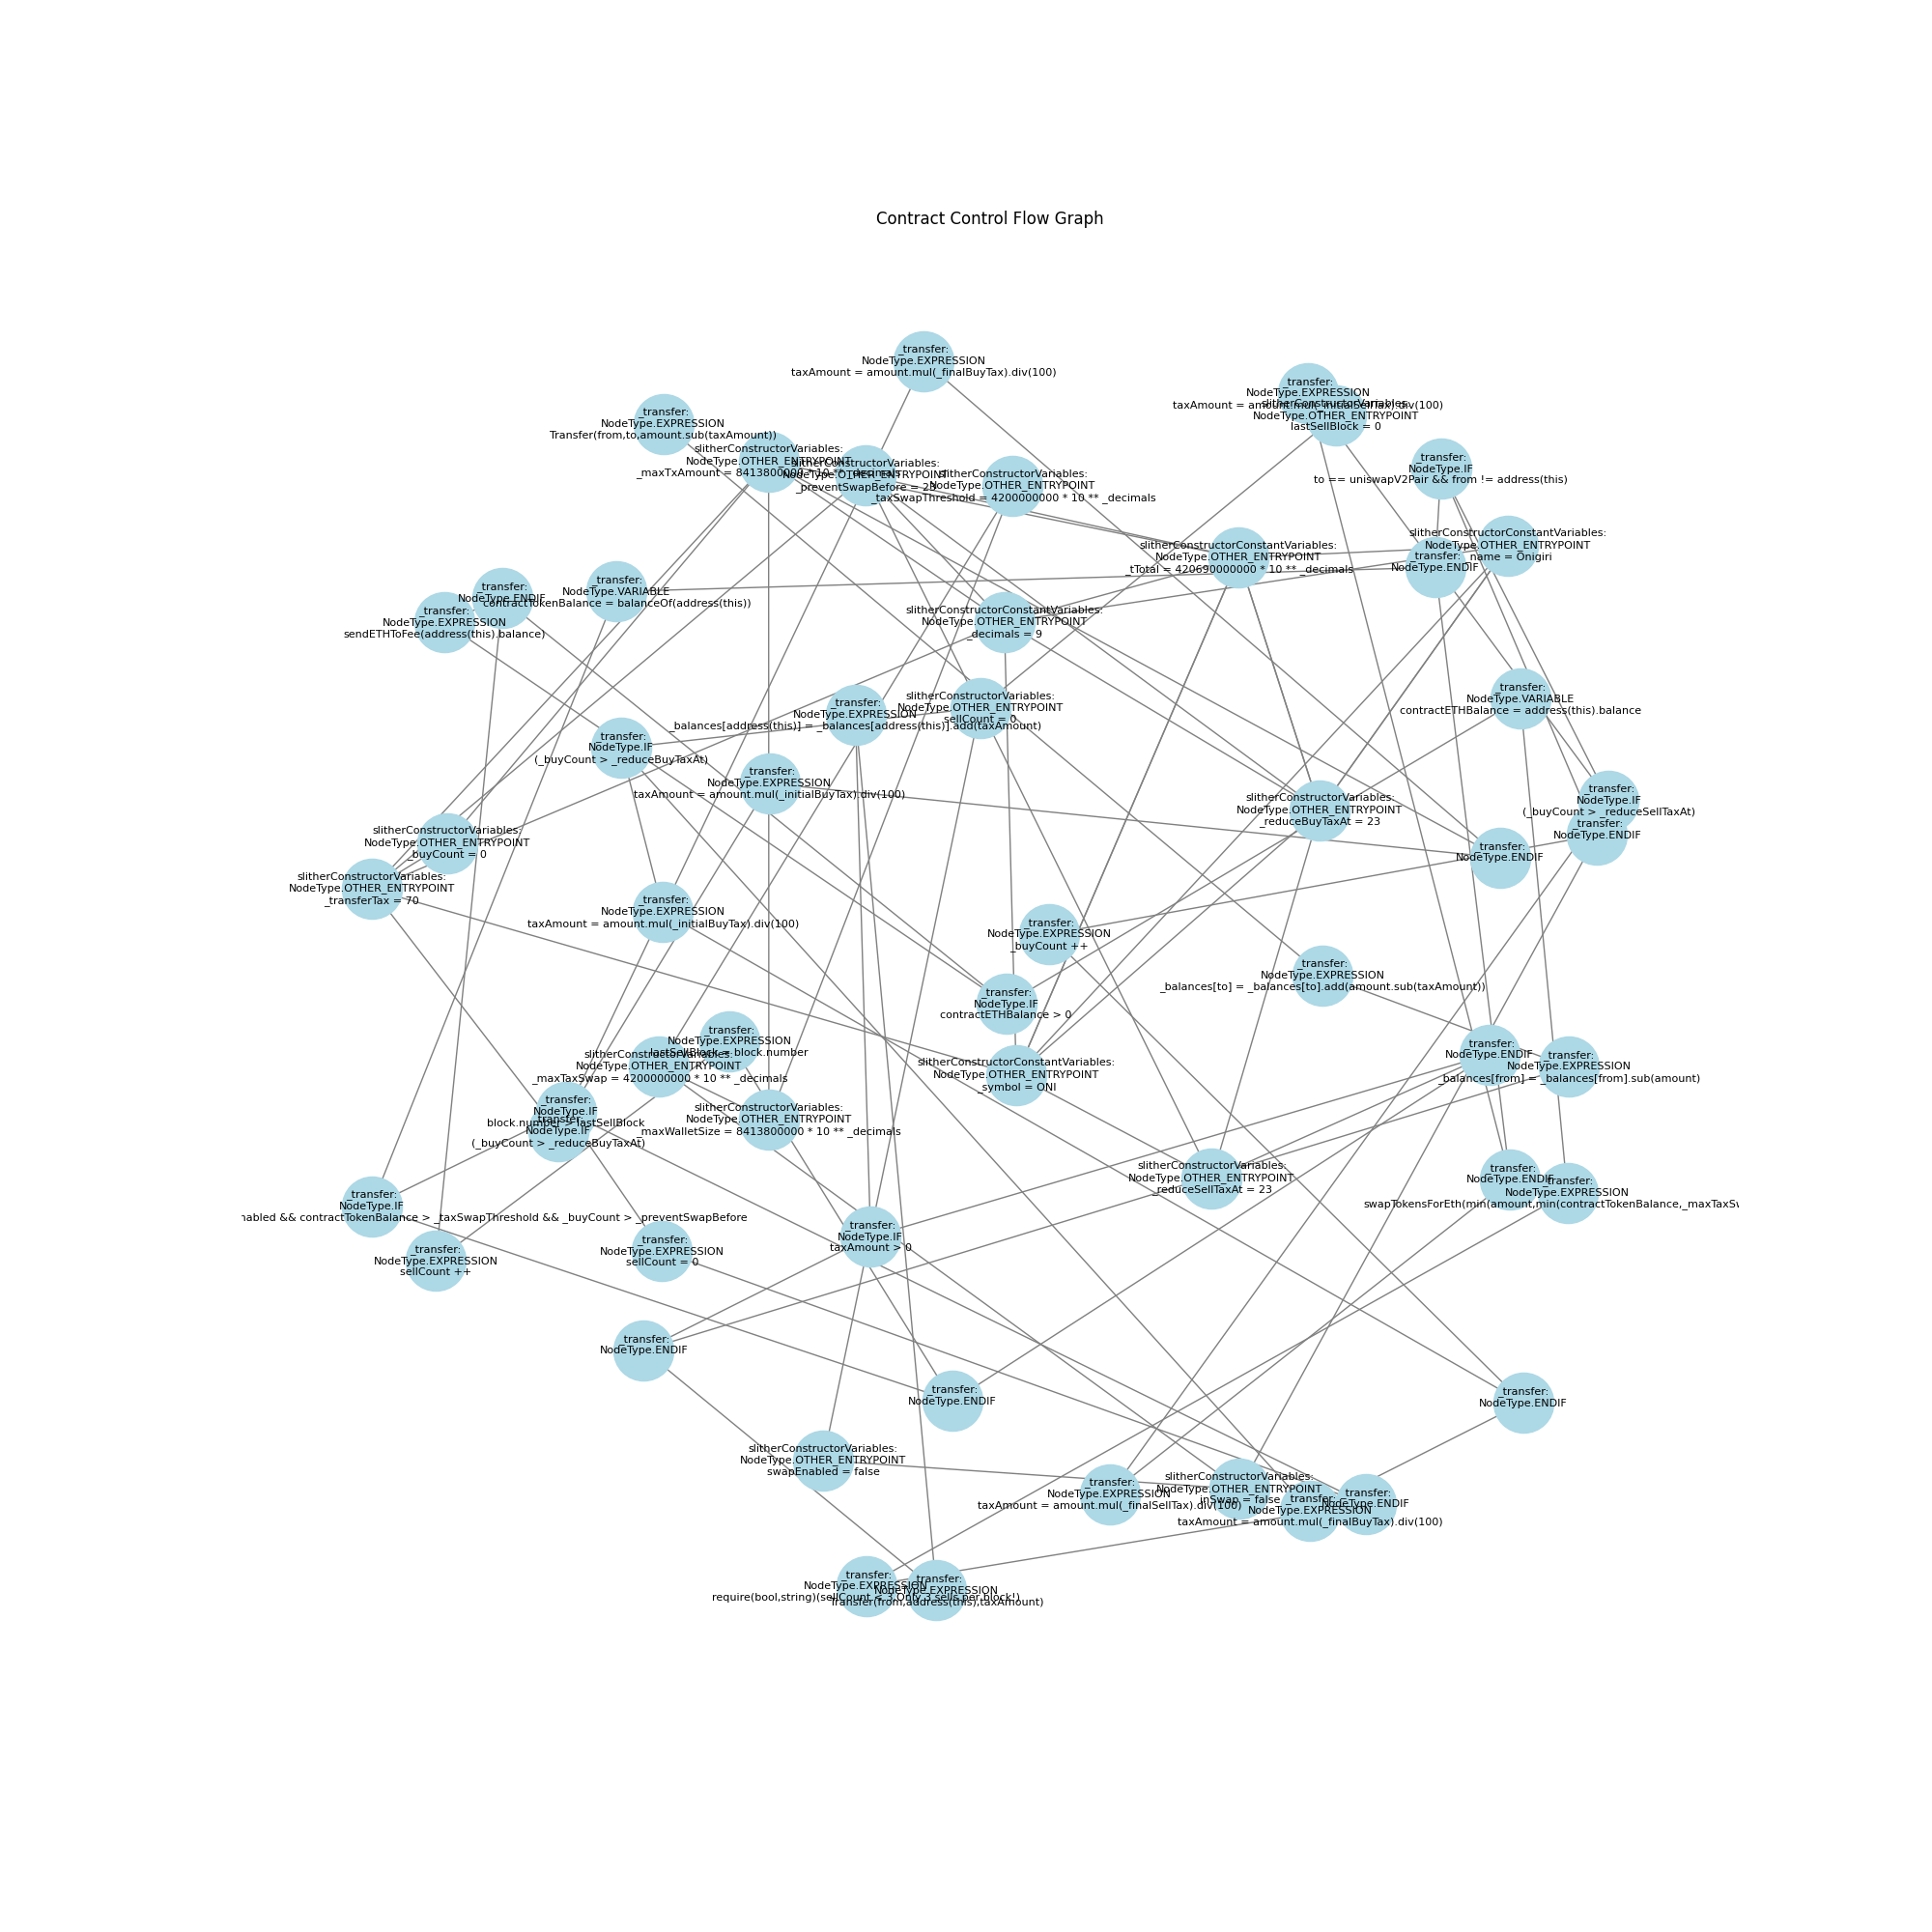 Contract Control Flow Graph
_transfer:
NodeType.EXPRESSION
taxAmount = amount.mul(_finalBuyTax).div(100)
_transfer:
NodeType.EXPRESSION
taxAmount = amount.mul(_initialSellTax).div(100)
slitherConstructorVariables:
NodeType.OTHER_ENTRYPOINT
lastSellBlock = 0
_transfer:
NodeType.EXPRESSION
Transfer(from,to,amount.sub(taxAmount))
slitherConstructorVariables:
NodeType.OTHER_ENTRYPOINT
_maxTxAmount = 8413800000 * 10 ** _decimals
slitherConstructorVariables:
NodeType.OTHER_ENTRYPOINT
_preventSwapBefore = 23
slitherConstructorVariables:
NodeType.OTHER_ENTRYPOINT
_taxSwapThreshold = 4200000000 * 10 ** _decimals
_transfer:
NodeType.IF
to == uniswapV2Pair && from != address(this)
slitherConstructorConstantVariables:
NodeType.OTHER_ENTRYPOINT
_name = Onigiri
slitherConstructorConstantVariables:
NodeType.OTHER_ENTRYPOINT
_tTotal = 420690000000 * 10 ** _decimals
_transfer:
NodeType.ENDIF
_transfer:
NodeType.ENDIF
_transfer:
NodeType.VARIABLE
contractTokenBalance = balanceOf(address(this))
_transfer:
NodeType.EXPRESSION
sendETHToFee(address(this).balance)
slitherConstructorConstantVariables:
NodeType.OTHER_ENTRYPOINT
_decimals = 9
_transfer:
NodeType.VARIABLE
contractETHBalance = address(this).balance
_transfer:
NodeType.EXPRESSION
_balances[address(this)] = _balances[address(this)].add(taxAmount)
slitherConstructorVariables:
NodeType.OTHER_ENTRYPOINT
sellCount = 0
_transfer:
NodeType.IF
(_buyCount > _reduceBuyTaxAt)
_transfer:
NodeType.EXPRESSION
taxAmount = amount.mul(_initialBuyTax).div(100)
slitherConstructorVariables:
NodeType.OTHER_ENTRYPOINT
_reduceBuyTaxAt = 23
_transfer:
NodeType.IF
(_buyCount > _reduceSellTaxAt)
_transfer:
NodeType.ENDIF
slitherConstructorVariables:
NodeType.OTHER_ENTRYPOINT
_buyCount = 0
_transfer:
NodeType.ENDIF
slitherConstructorVariables:
NodeType.OTHER_ENTRYPOINT
_transferTax = 70
_transfer:
NodeType.EXPRESSION
taxAmount = amount.mul(_initialBuyTax).div(100)
_transfer:
NodeType.EXPRESSION
_buyCount ++
_transfer:
NodeType.EXPRESSION
_balances[to] = _balances[to].add(amount.sub(taxAmount))
_transfer:
NodeType.IF
contractETHBalance > 0
_transfer:
NodeType.EXPRESSION
lastSellBlock = block.number
slitherConstructorVariables:
NodeType.OTHER_ENTRYPOINT
_maxTaxSwap = 4200000000 * 10 ** _decimals
slitherConstructorConstantVariables:
NodeType.OTHER_ENTRYPOINT
_symbol = ONI
_transfer:
NodeType.ENDIF
_transfer:
NodeType.EXPRESSION
_balances[from] = _balances[from].sub(amount)
_transfer:
NodeType.IF
block.number > lastSellBlock
_transfer:
NodeType.IF
(_buyCount > _reduceBuyTaxAt)
slitherConstructorVariables:
NodeType.OTHER_ENTRYPOINT
_maxWalletSize = 8413800000 * 10 ** _decimals
slitherConstructorVariables:
NodeType.OTHER_ENTRYPOINT
_reduceSellTaxAt = 23
_transfer:
NodeType.ENDIF
_transfer:
NodeType.EXPRESSION
swapTokensForEth(min(amount,min(contractTokenBalance,_maxTaxSw
_transfer:
NodeType.IF
nabled && contractTokenBalance > _taxSwapThreshold && _buyCount > _preventSwapBefore
_transfer:
NodeType.IF
taxAmount > 0
_transfer:
NodeType.EXPRESSION
sellCount = 0
_transfer:
NodeType.EXPRESSION
sellCount ++
_transfer:
NodeType.ENDIF
_transfer:
NodeType.ENDIF
_transfer:
NodeType.ENDIF
slitherConstructorVariables:
NodeType.OTHER_ENTRYPOINT
swapEnabled = false
_transfer:
NodeType.EXPRESSION
taxAmount = amount.mul(_finalSellTax).div(100)
slitherConstructorVariables:
NodeType.OTHER_ENTRYPOINT
inSwap = false
_transfer:
NodeType.EXPRESSION
taxAmount = amount.mul(_finalBuyTax).div(100)
_transfer:
NodeType.ENDIF
_transfer:
NodeType.EXPRESSION
require(bool,string)(sellCount < 3,Only 3 sells per block!)
_transfer:
NodeType.EXPRESSION
Transfer(from,address(this),taxAmount)